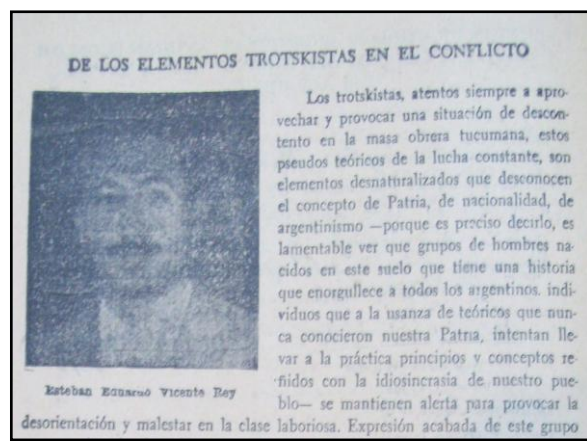 DE LOS ELEMENTOS TROTSKISTAS EN EL CONFLICTO
Los trotskistas, atentos siempre a apro-
vechar y provocar una situación de descon-
tento en la masa obrera tucumana, estos
pseudos teóricos de la lucha constante, son
elementos desnaturalizados que desconocen
el concepto de Patria, de nacionalidad, de
argentinismo —porque es preciso decirlo, es
lamentable ver que grupos de hombres na-
cidos en este suelo que tiene una historia
que enorgullece a todos los argentinos. indi-
viduos que a la usanza de teóricos que nun-
ca conocieron nuestra Patria, intentan lle-
var a la práctica principios y conceptos re-
ñidos con la idiosincrasia de nuestro pue-
blo— se mantienen alerta para provocar la
desorientación y malestar en la clase laboriosa. Expresión acabada de este grupo
Esteban Eduardo Vicente Rey